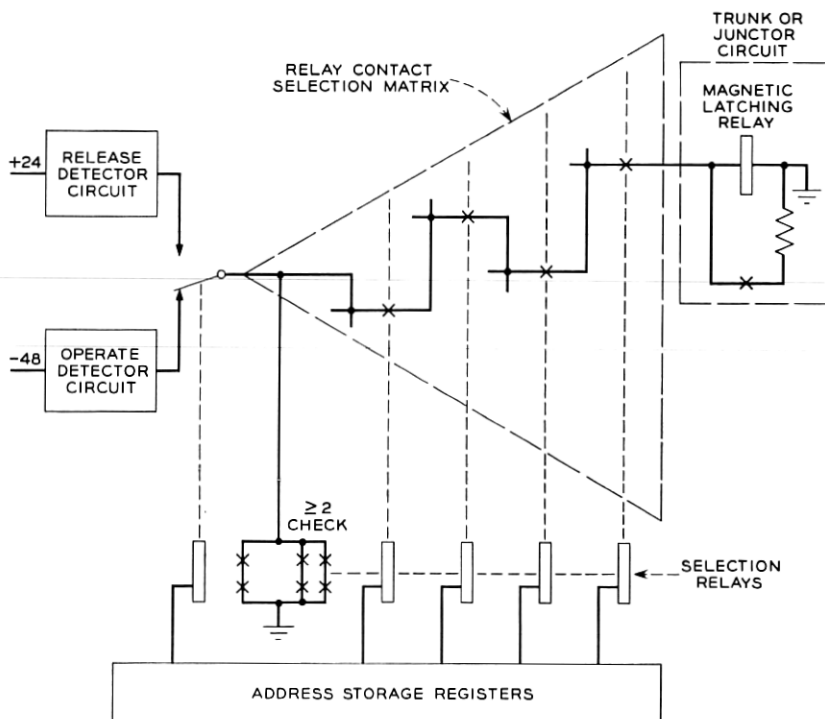 TRUNK OR
JUNCTOR
CIRCUIT
RELAY CONTACT
SELECTION MATRIX
MAGNETIC
LATCHING
RELAY
+24
RELEASE
DETECTOR
CIRCUIT
-48
OPERATE
DETECTOR
CIRCUIT
≥2
CHECK
SELECTION
RELAYS
ADDRESS STORAGE REGISTERS